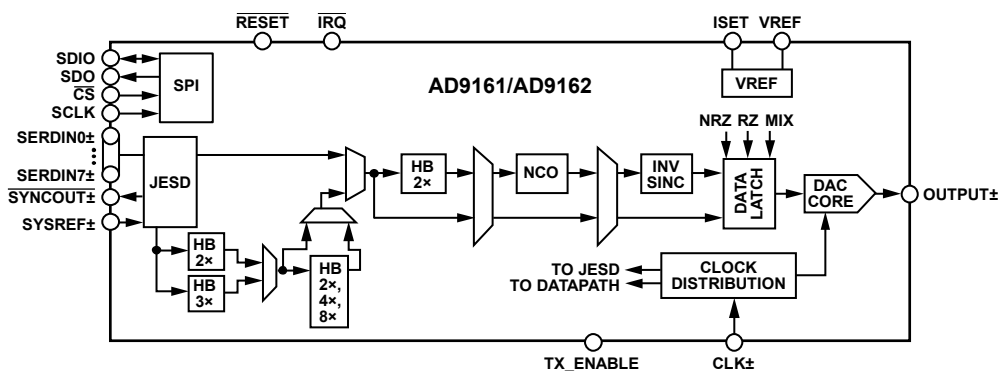 RESET
IRQ
ISET
VREF
SDIO
SDO
CS
SCLK
SPI
AD9161/AD9162
VREF
SERDIN0±
SERDIN7±
SYNCOUT±
SYSREF±
JESD
NRZ
RZ
MIX
HB
2×
NCO
INV
SINC
DATA
LATCH
DAC
CORE
OUTPUT±
HB
2×
HB
3×
HB
2×,
4×,
8×
TO JESD
TO DATAPATH
CLOCK
DISTRIBUTION
TX_ENABLE
CLK±